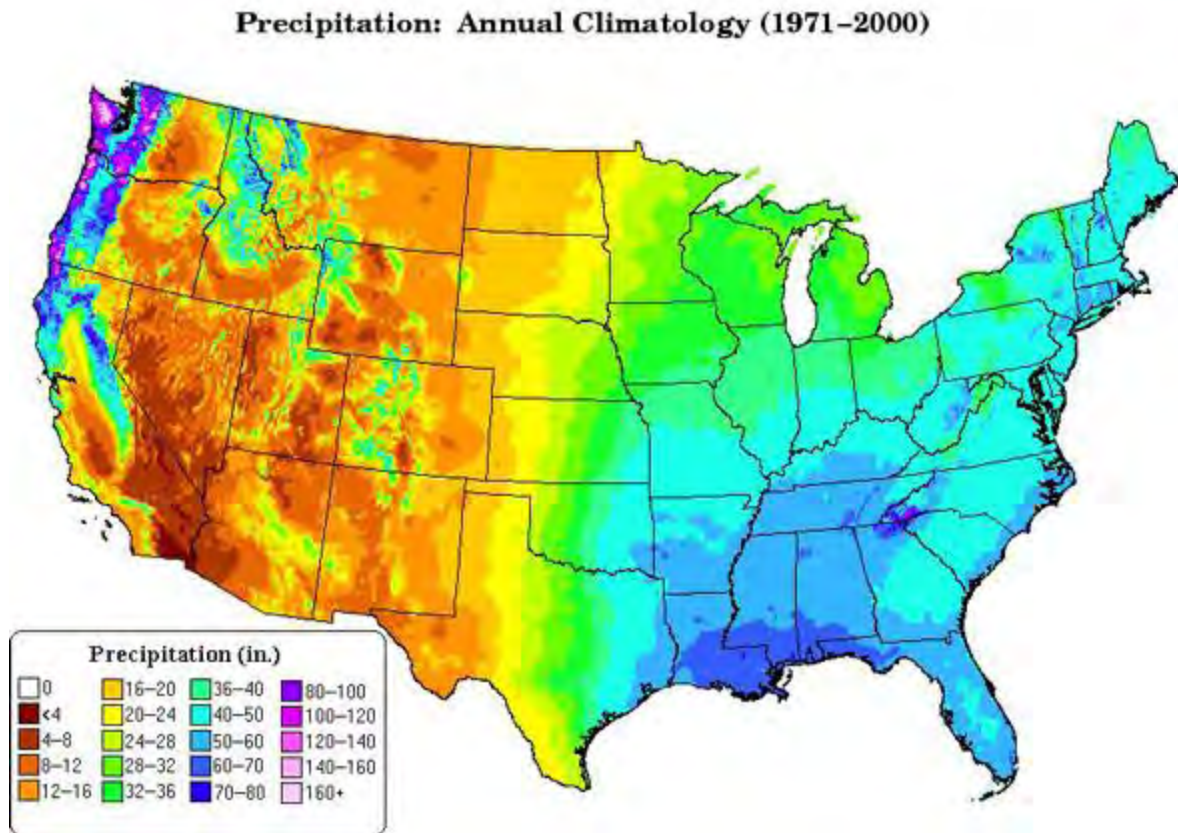 Precipitation: Annual Climatology (1971–2000)
Precipitation (in.)
0 16–20 36–40 80–100
<4 20–24 40–50 100–120
4–8 24–28 50–60 120–140
8–12 28–32 60–70 140–160
12–16 32–36 70–80 160+